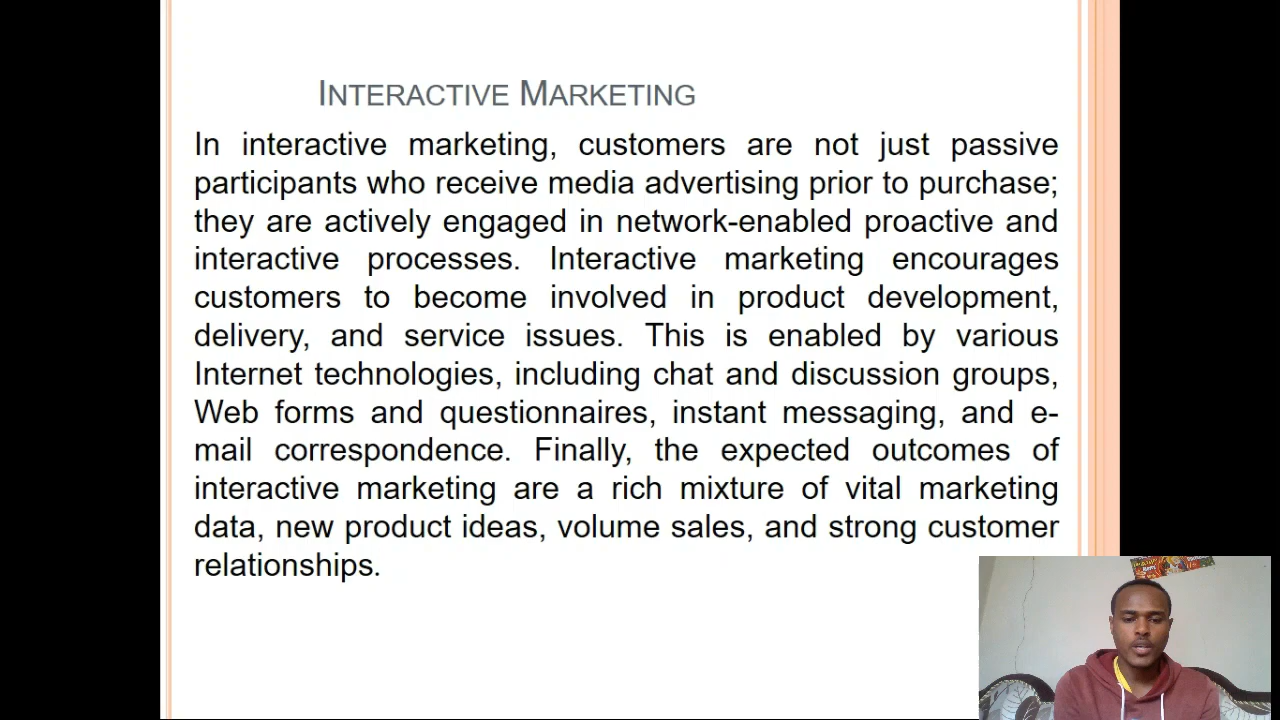 INTERACTIVE MARKETING
In interactive marketing, customers are not just passive
participants who receive media advertising prior to purchase;
they are actively engaged in network-enabled proactive and
interactive processes. Interactive marketing encourages
customers to become involved in product development,
delivery, and service issues. This is enabled by various
Internet technologies, including chat and discussion groups,
Web forms and questionnaires, instant messaging, and e-
mail correspondence. Finally, the expected outcomes of
interactive marketing are a rich mixture of vital marketing
data, new product ideas, volume sales, and strong customer
relationships.